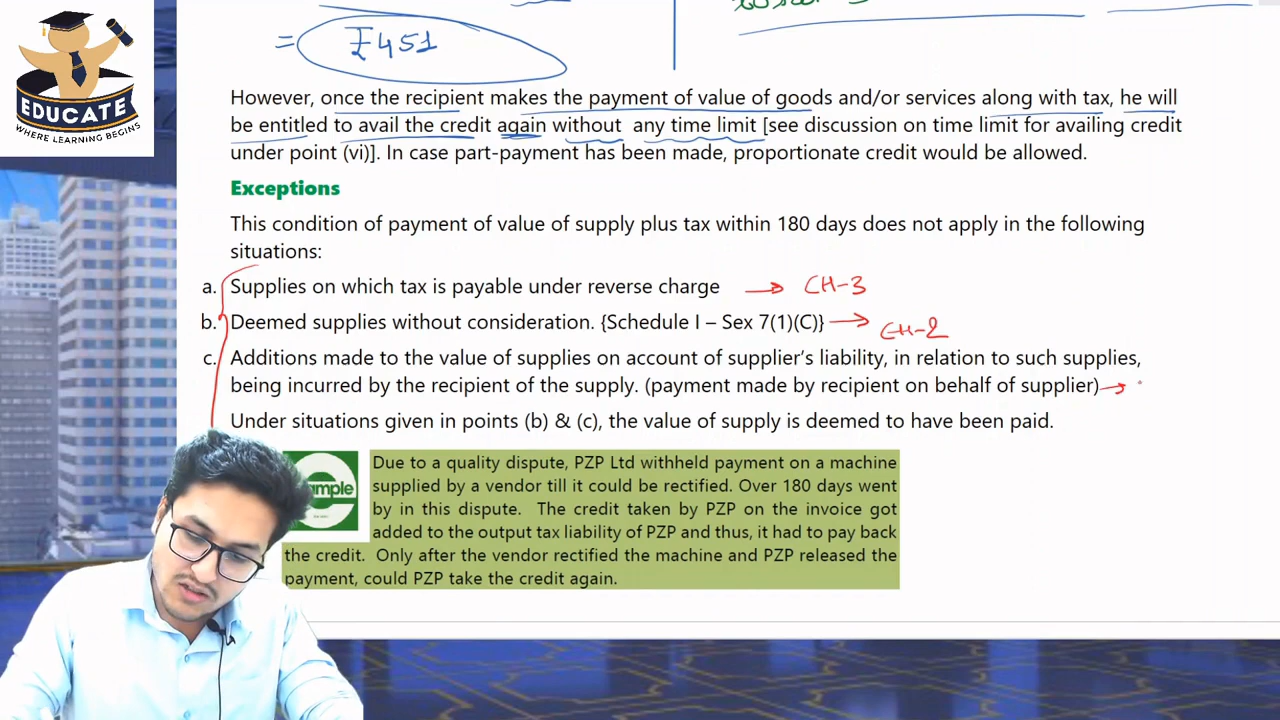 = ₹451
However, once the recipient makes the payment of value of goods and/or services along with tax, he will
be entitled to avail the credit again without any time limit [see discussion on time limit for availing credit
under point (vi)]. In case part-payment has been made, proportionate credit would be allowed.
Exceptions
This condition of payment of value of supply plus tax within 180 days does not apply in the following
situations:
a. Supplies on which tax is payable under reverse charge → CH-3
b. Deemed supplies without consideration. {Schedule I – Sex 7(1)(C)} → CH-2
c. Additions made to the value of supplies on account of supplier's liability, in relation to such supplies,
being incurred by the recipient of the supply. (payment made by recipient on behalf of supplier) →
Under situations given in points (b) & (c), the value of supply is deemed to have been paid.
Due to a quality dispute, PZP Ltd withheld payment on a machine
supplied by a vendor till it could be rectified. Over 180 days went
by in this dispute. The credit taken by PZP on the invoice got
added to the output tax liability of PZP and thus, it had to pay back
the credit. Only after the vendor rectified the machine and PZP released the
payment, could PZP take the credit again.
EDUCATE
WHERE LEARNING BEGINS